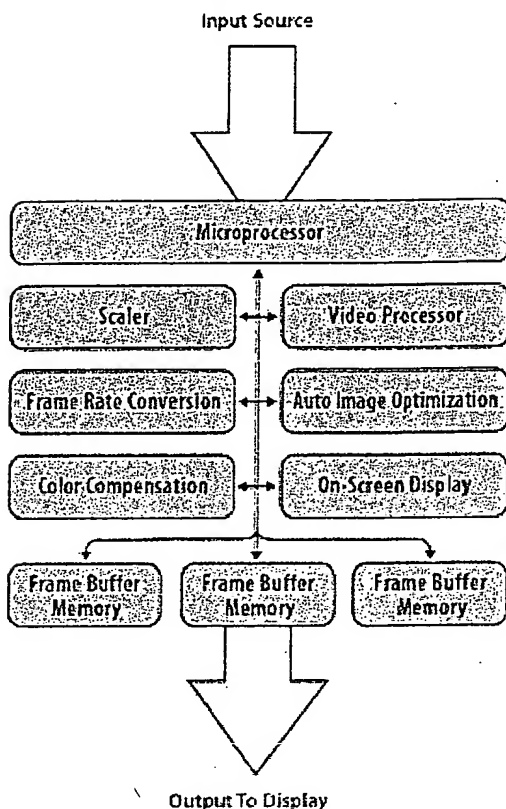 Input Source
Microprocessor
Scaler
Video Processor
Frame Rate Conversion
Auto Image Optimization
Color Compensation
On-Screen Display
Frame Buffer
Memory
Frame Buffer
Memory
Frame Buffer
Memory
Output To Display